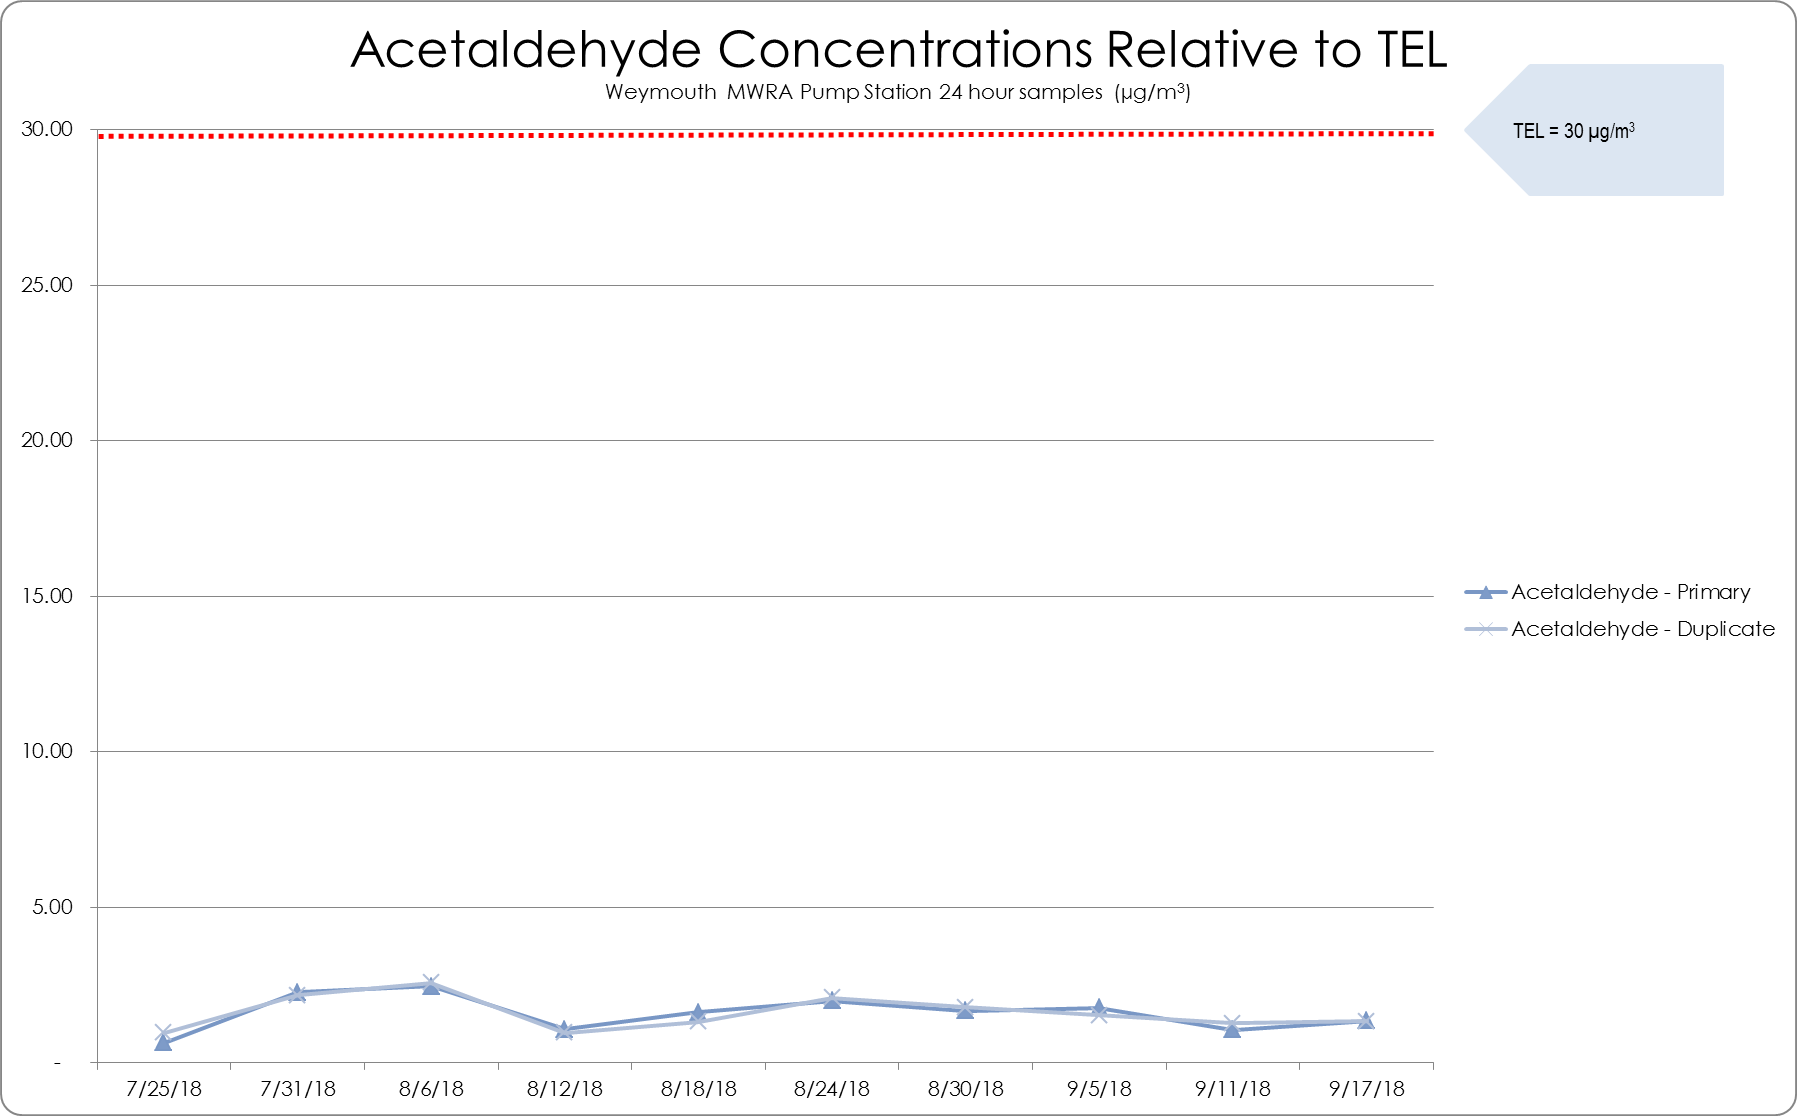 Acetaldehyde Concentrations Relative to TEL
Weymouth MWRA Pump Station 24 hour samples (µg/m³)
TEL = 30 µg/m³
30.00
25.00
20.00
15.00
10.00
5.00
-
Acetaldehyde - Primary
Acetaldehyde - Duplicate
7/25/18 7/31/18 8/6/18 8/12/18 8/18/18 8/24/18 8/30/18 9/5/18 9/11/18 9/17/18